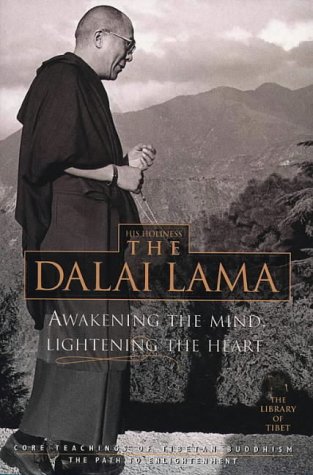 HIS HOLINESS
THE
DALAI LAMA
AWAKENING THE MIND,
LIGHTENING THE HEART
THE
LIBRARY OF
TIBET
CORE TEACHINGS OF TIBETAN BUDDHISM
THE PATH TO ENLIGHTENMENT